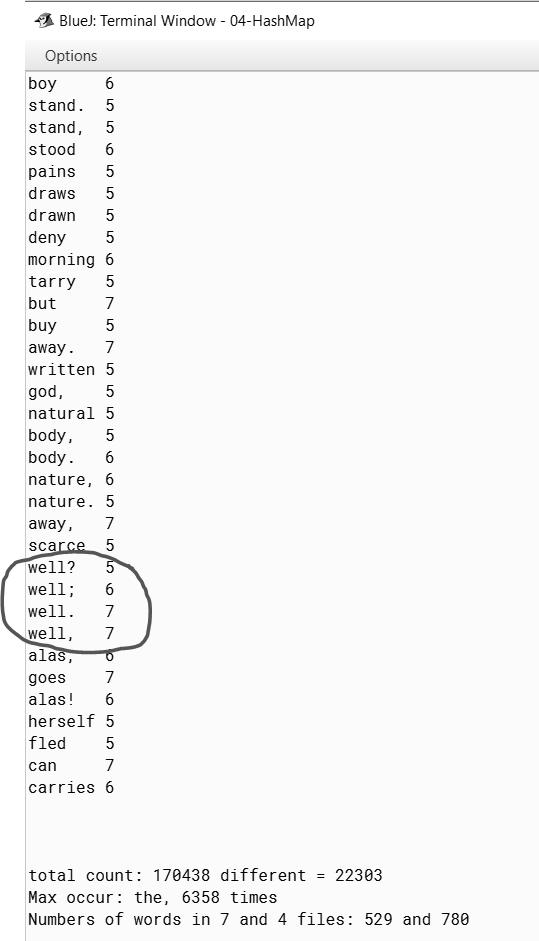 BlueJ: Terminal Window - 04-HashMap
Options
boy 6
stand. 5
stand, 5
stood 6
pains 5
draws 5
drawn 5
deny 5
morning 6
tarry 5
but 7
buy 5
away. 7
written 5
god, 5
natural 5
body, 5
body. 6
nature, 6
nature. 5
away, 7
scarce 5
well? 5
well; 6
well. 7
well, 7
alas, 6
goes 7
alas! 6
herself 5
fled 5
can 7
carries 6
total count: 170438 different = 22303
Max occur: the, 6358 times
Numbers of words in 7 and 4 files: 529 and 780